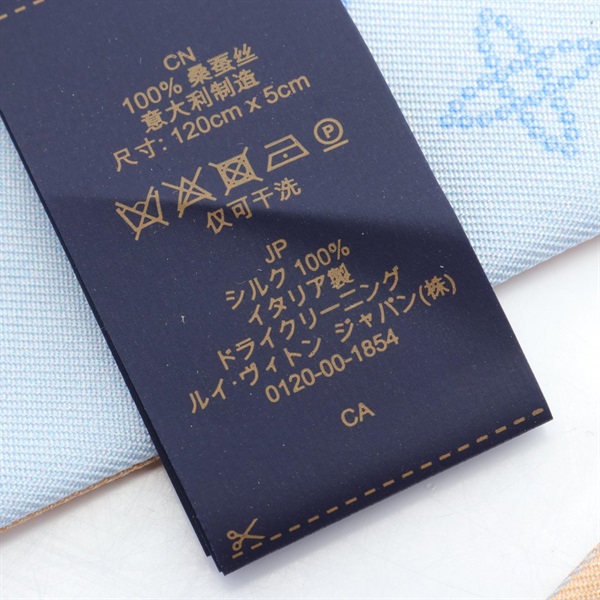 CN
100% 桑蚕丝
意大利制造
尺寸: 120cm x 5cm
仅可干洗
JP
シルク 100%
イタリア製
ドライクリーニング
ルイ・ヴィトン ジャパン(株)
0120-00-1854
CA